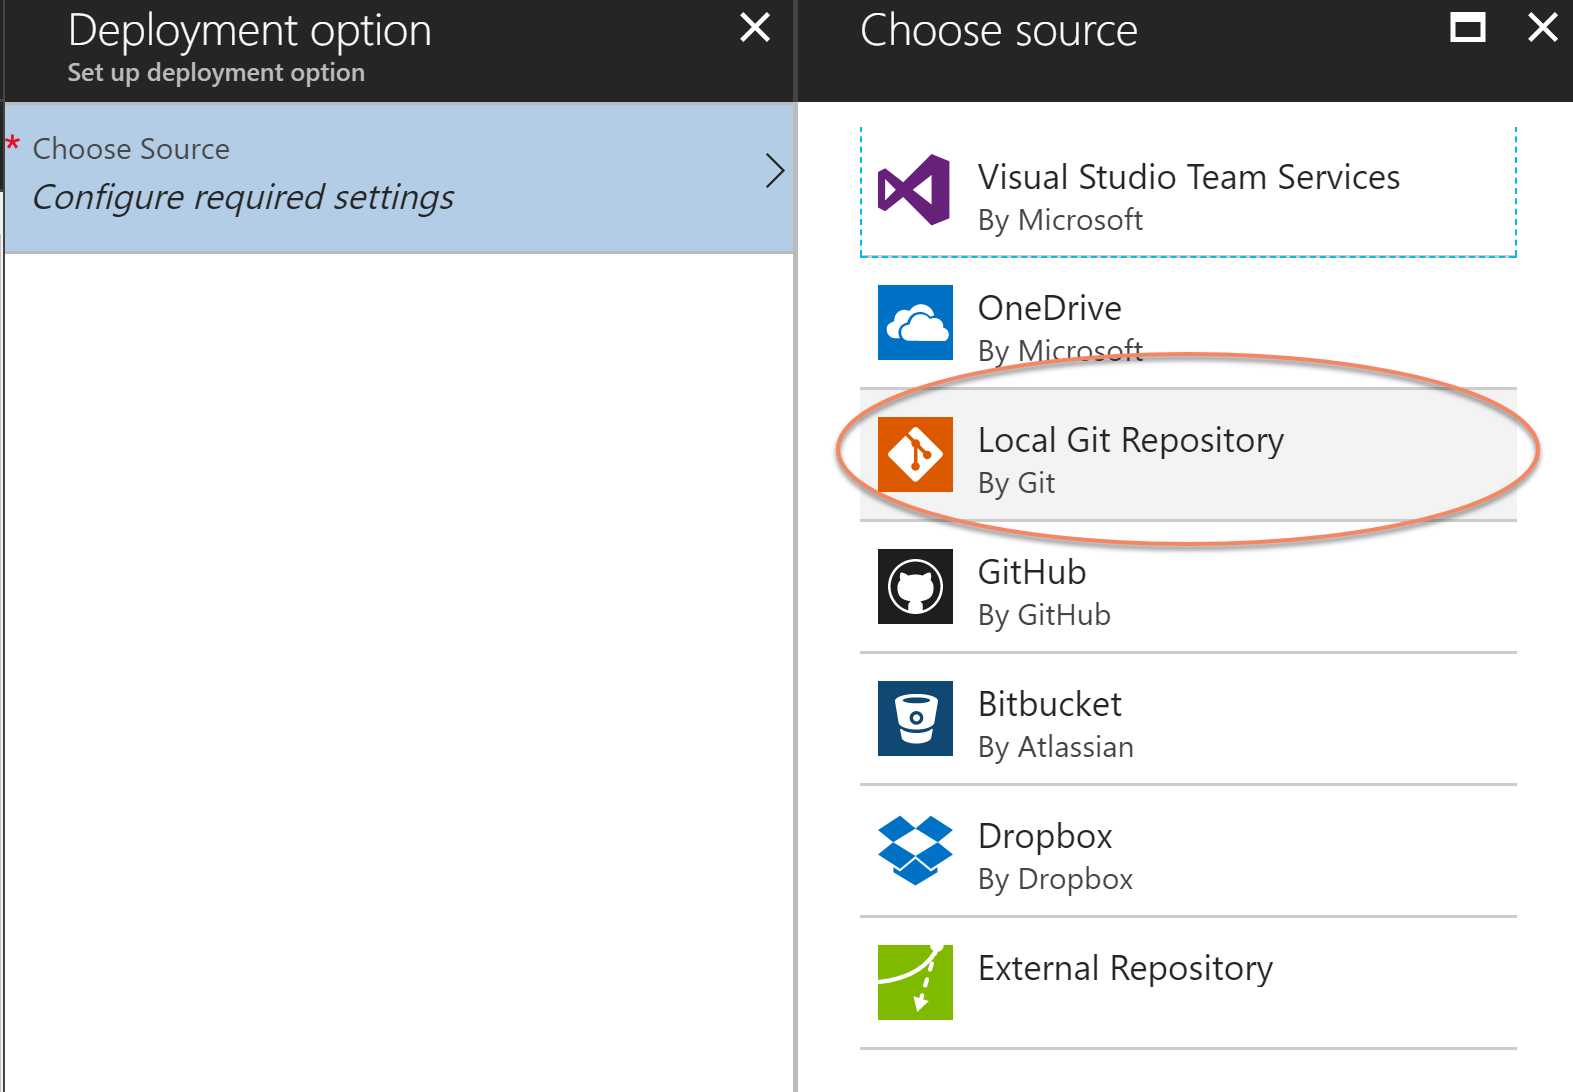 Deployment option
Set up deployment option
* Choose Source
Configure required settings
Choose source
Visual Studio Team Services
By Microsoft
OneDrive
By Microsoft
Local Git Repository
By Git
GitHub
By GitHub
Bitbucket
By Atlassian
Dropbox
By Dropbox
External Repository